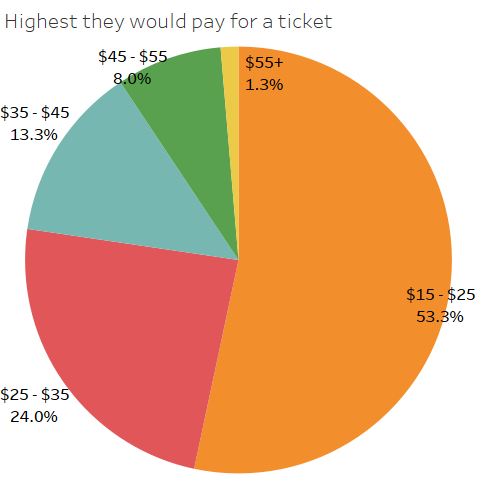 Highest they would pay for a ticket
$45 - $55
8.0%
$55+
1.3%
$35 - $45
13.3%
$15 - $25
53.3%
$25 - $35
24.0%